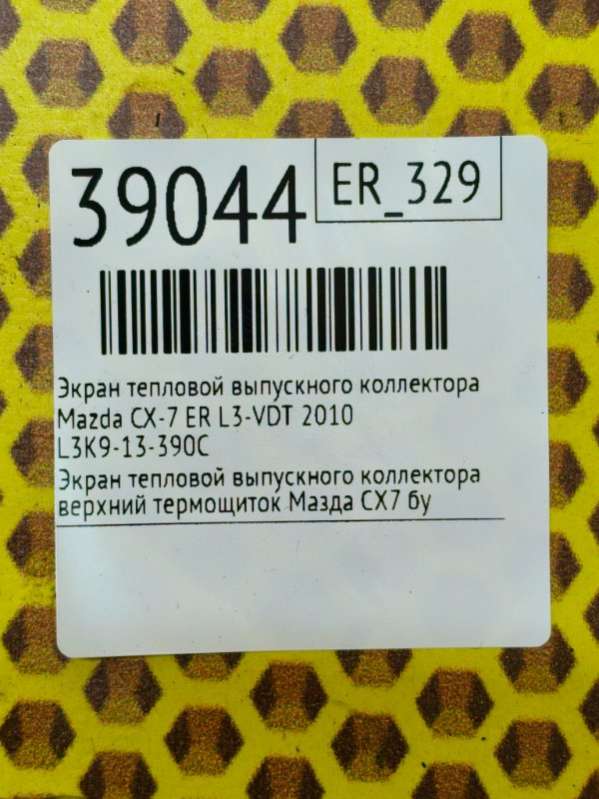 39044
ER_329
Экран тепловой выпускного коллектора
Mazda CX-7 ER L3-VDT 2010
L3K9-13-390C
Экран тепловой выпускного коллектора
верхний термощиток Мазда СХ7 бу